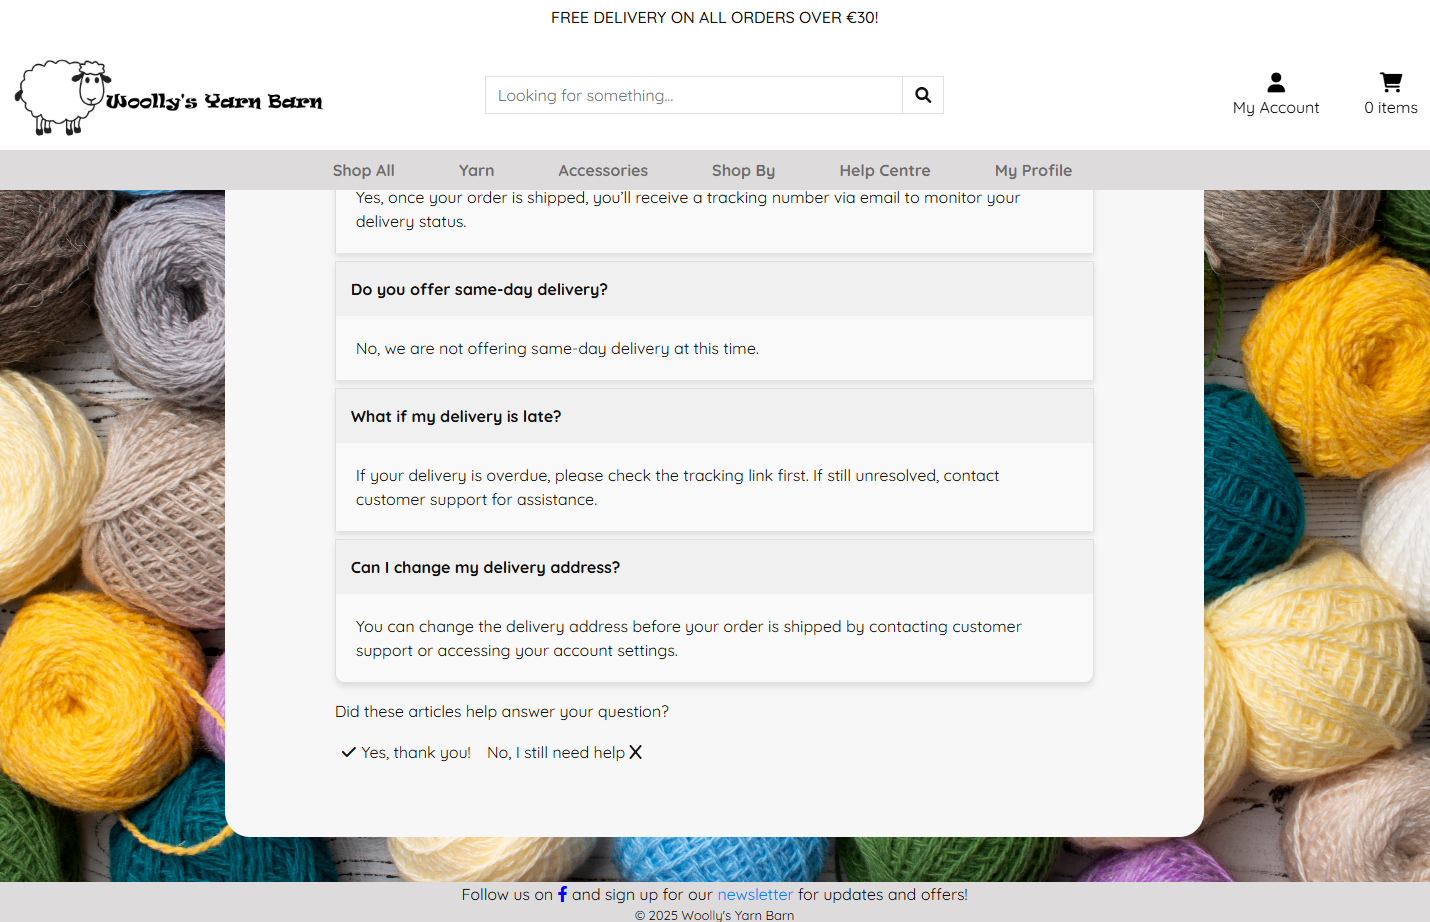 FREE DELIVERY ON ALL ORDERS OVER €30!
Woolly's Yarn Barn
Looking for something...
My Account
0 items
Shop All
Yarn
Accessories
Shop By
Help Centre
My Profile
Yes, once your order is shipped, you’ll receive a tracking number via email to monitor your
delivery status.
Do you offer same-day delivery?
No, we are not offering same-day delivery at this time.
What if my delivery is late?
If your delivery is overdue, please check the tracking link first. If still unresolved, contact
customer support for assistance.
Can I change my delivery address?
You can change the delivery address before your order is shipped by contacting customer
support or accessing your account settings.
Did these articles help answer your question?
Yes, thank you!
No, I still need help
Follow us on f and sign up for our newsletter for updates and offers!
© 2025 Woolly's Yarn Barn